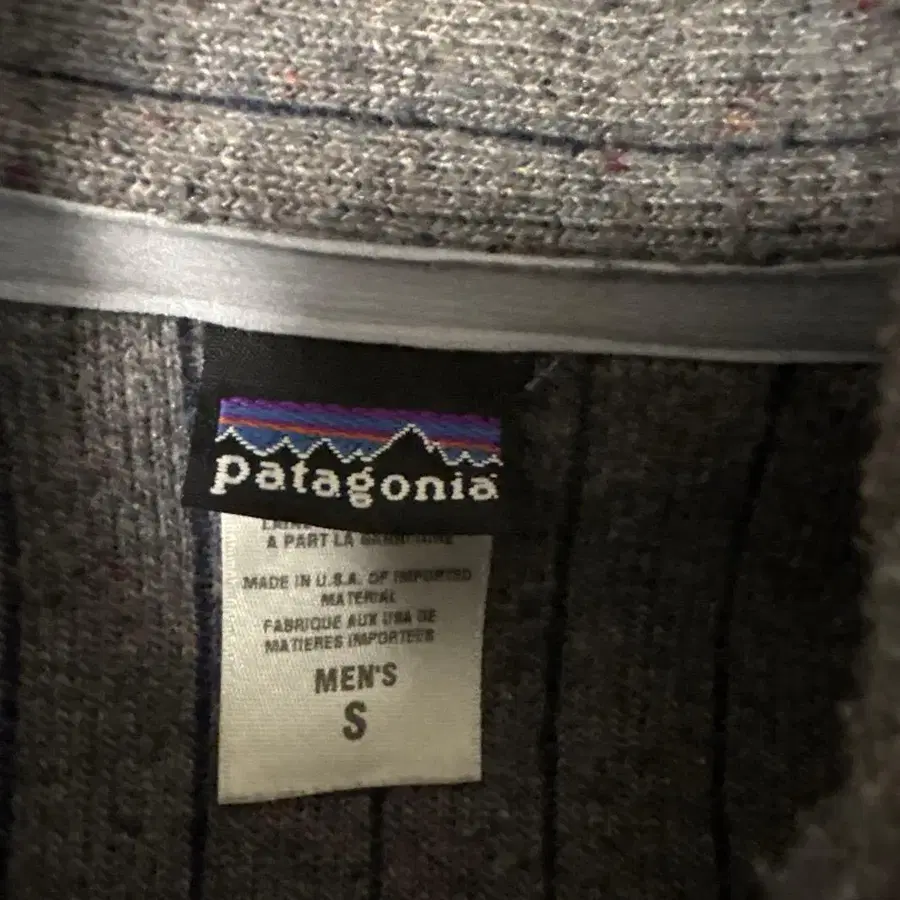 patagonia
A PART LA GARNITURE
MADE IN U.S.A. OF IMPORTED
MATERIAL
FABRIQUE AUX USA DE
MATIERES IMPORTEES
MEN'S
S